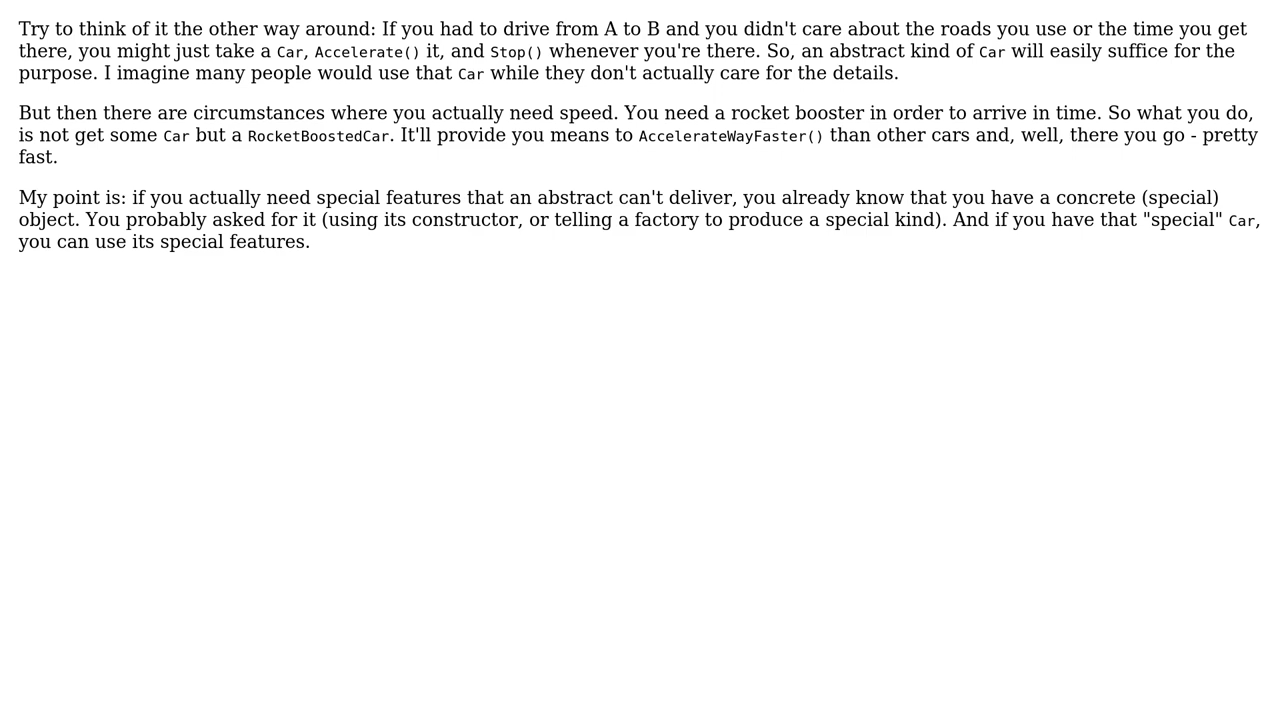 Try to think of it the other way around: If you had to drive from A to B and you didn't care about the roads you use or the time you get
there, you might just take a Car, Accelerate() it, and Stop() whenever you're there. So, an abstract kind of Car will easily suffice for the
purpose. I imagine many people would use that Car while they don't actually care for the details.
But then there are circumstances where you actually need speed. You need a rocket booster in order to arrive in time. So what you do,
is not get some Car but a RocketBoostedCar. It'll provide you means to AccelerateWayFaster() than other cars and, well, there you go - pretty
fast.
My point is: if you actually need special features that an abstract can't deliver, you already know that you have a concrete (special)
object. You probably asked for it (using its constructor, or telling a factory to produce a special kind). And if you have that "special" Car,
you can use its special features.